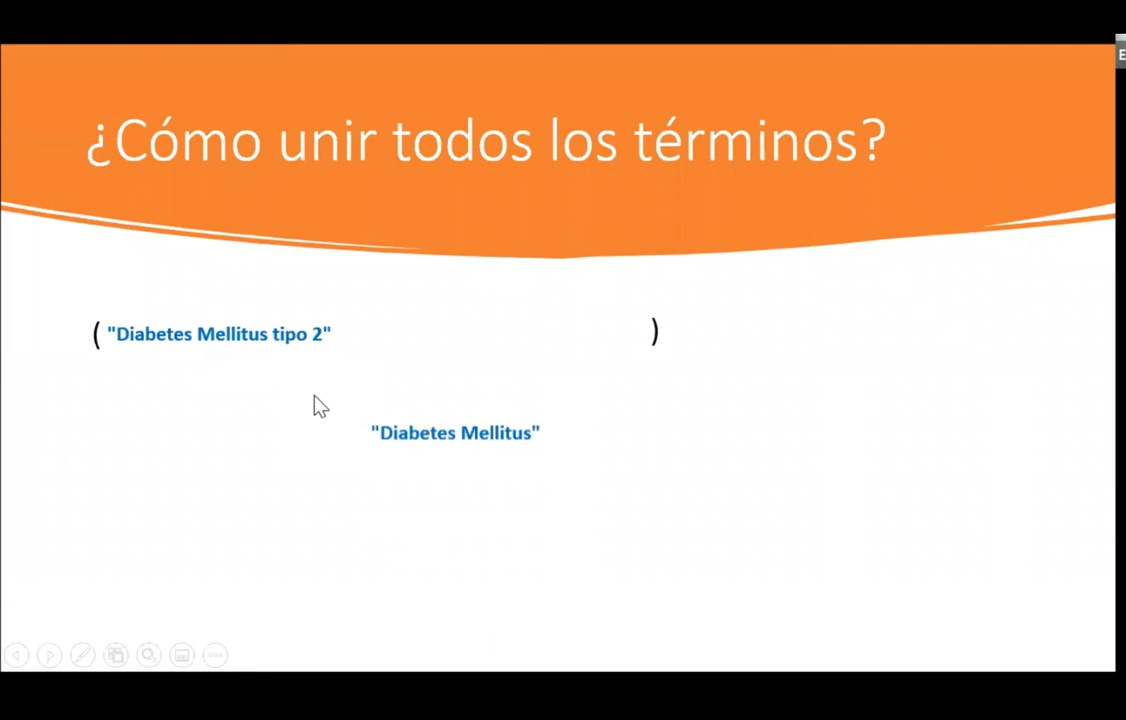 E
¿Cómo unir todos los términos?
( "Diabetes Mellitus tipo 2" )
"Diabetes Mellitus"